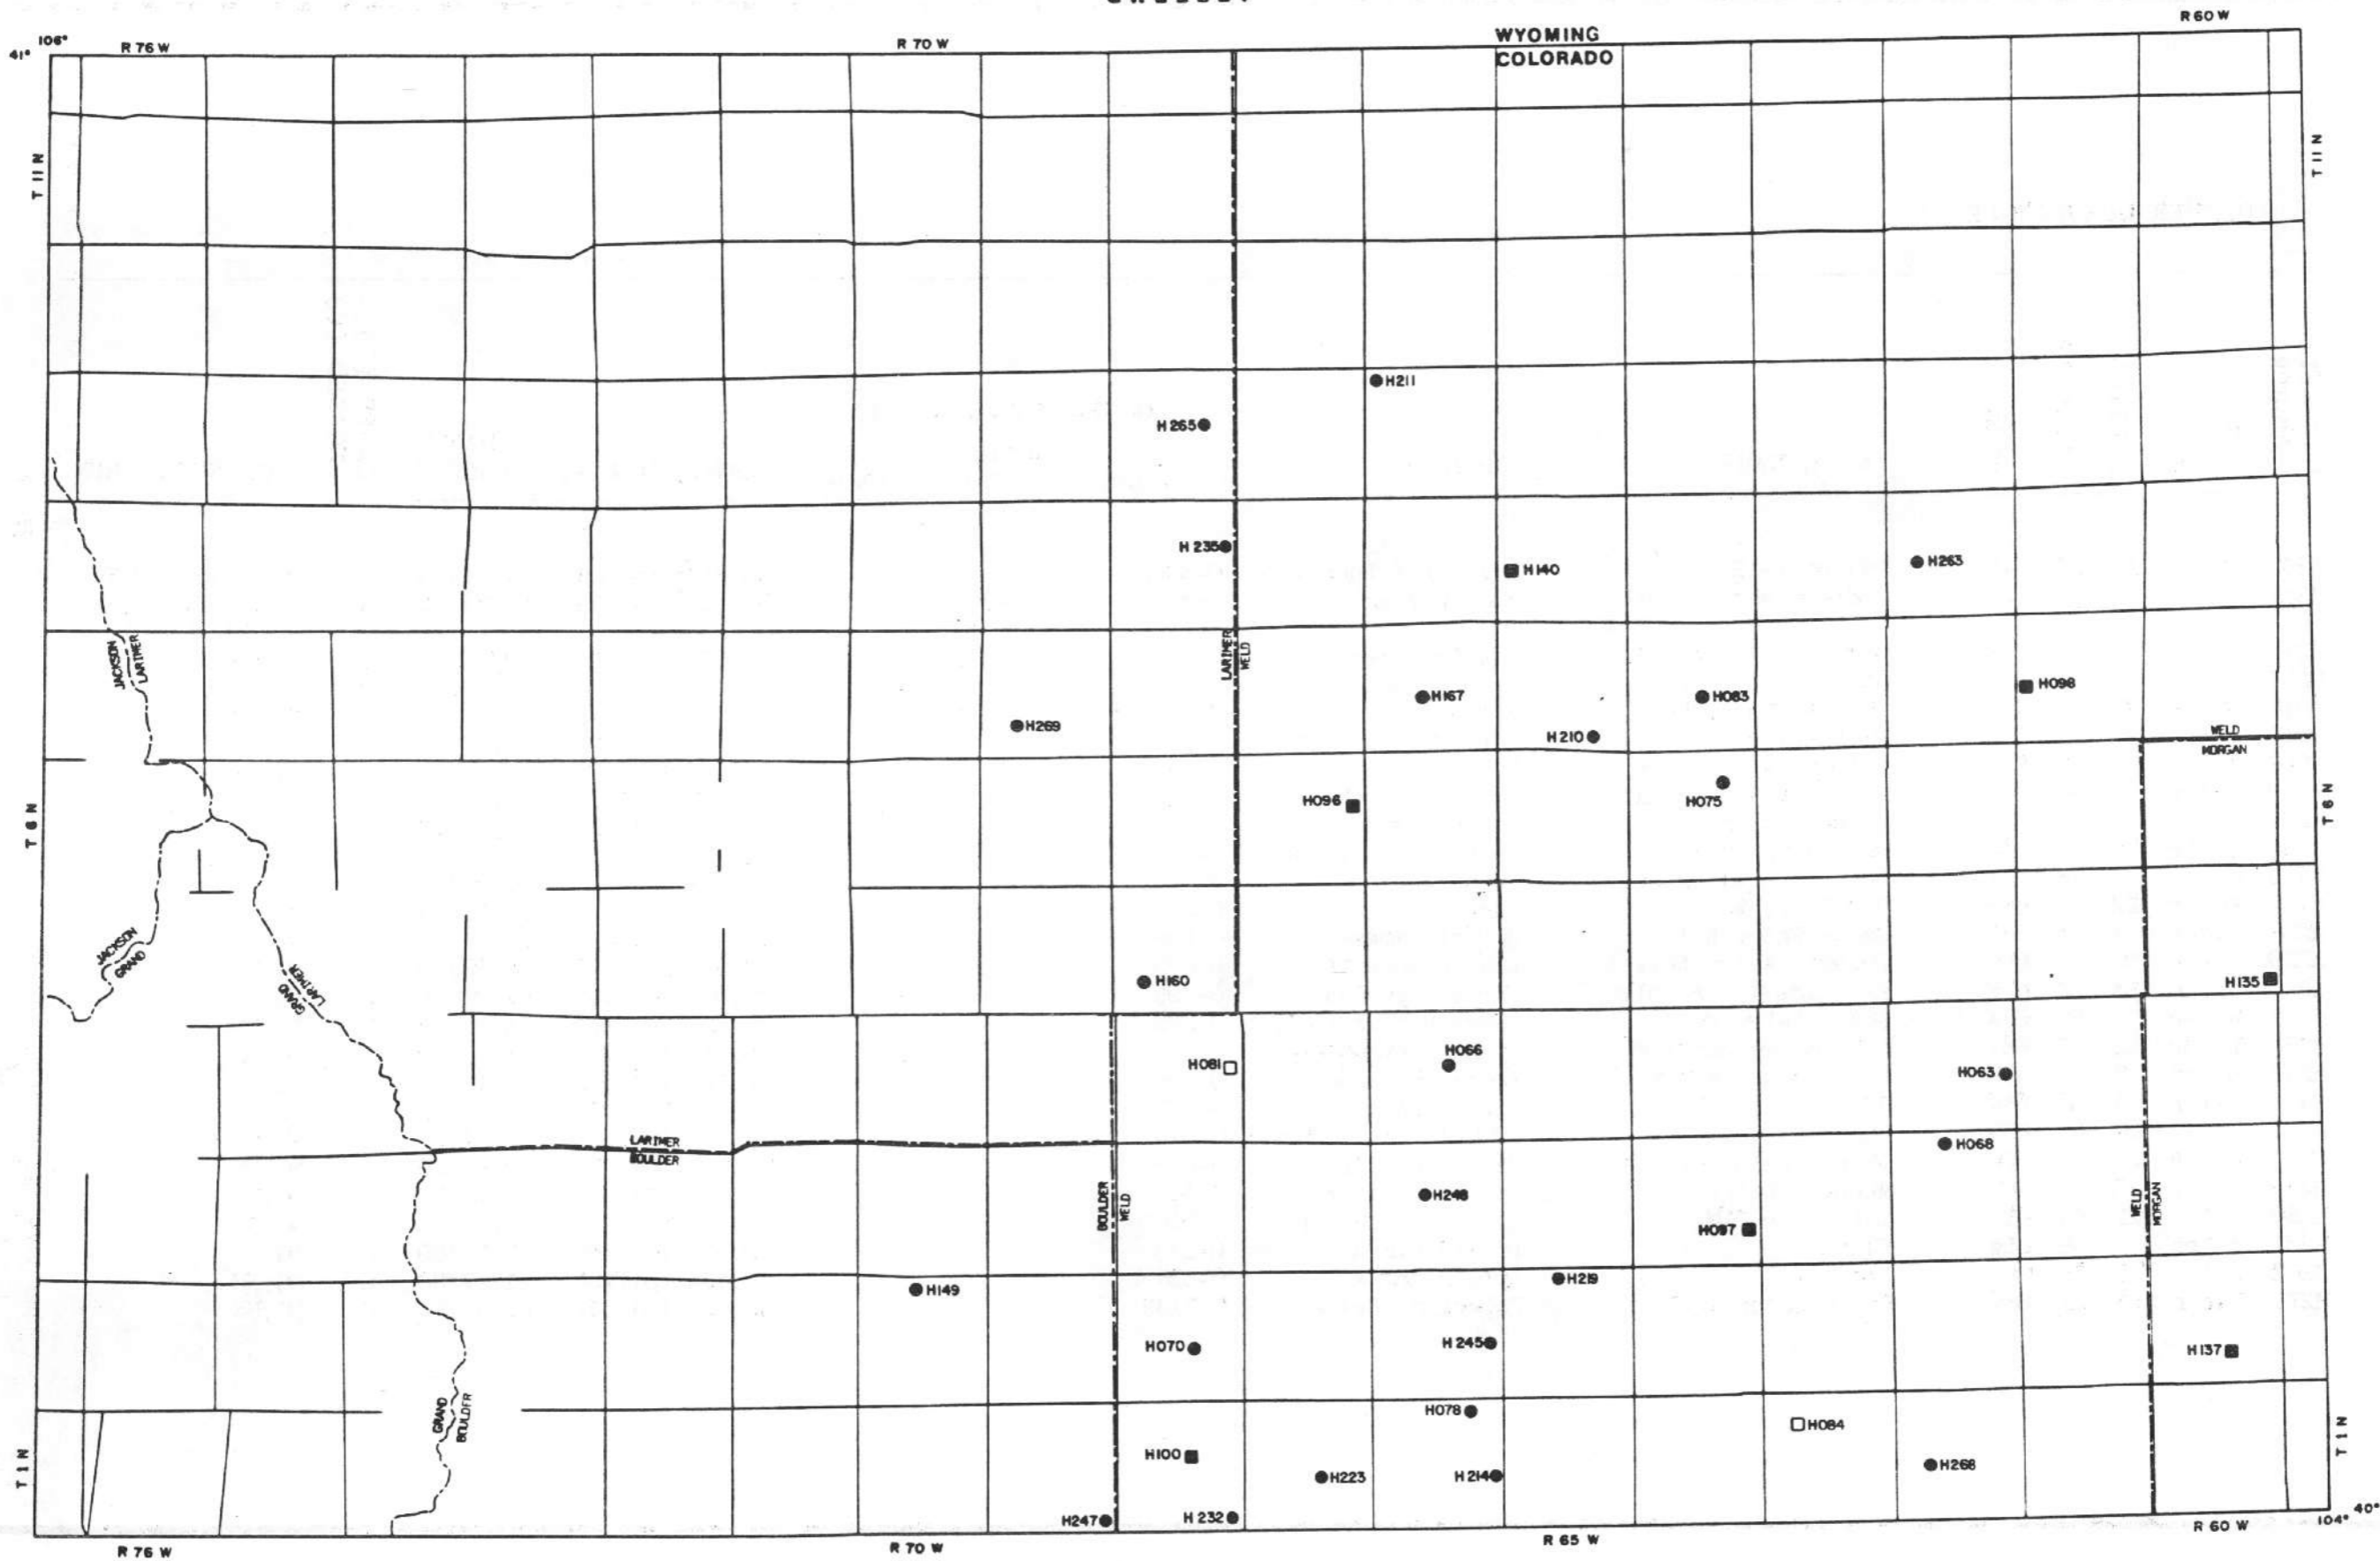 R 60 W
106°
R 76 W
R 70 W
WYOMING
COLORADO
41°
T 11 N
T 11 N
H211
H 265
H 235
H 140
H263
JACKSON
LARIMER
LARIMER
WELD
H098
H167
H083
H269
H 210
WELD
MORGAN
H096
H075
T 6 N
T 6 N
JACKSON
GRAND
LARIMER
GRAND
H160
H135
H066
H081
H063
LARIMER
BOULDER
H068
BOULDER
WELD
H248
WELD
MORGAN
H097
H219
H149
H070
H 245
H137
GRAND
BOULDER
H078
H084
H100
H223
H 214
H268
T 1 N
T 1 N
H247
H 232
40°
104°
R 76 W
R 70 W
R 65 W
R 60 W